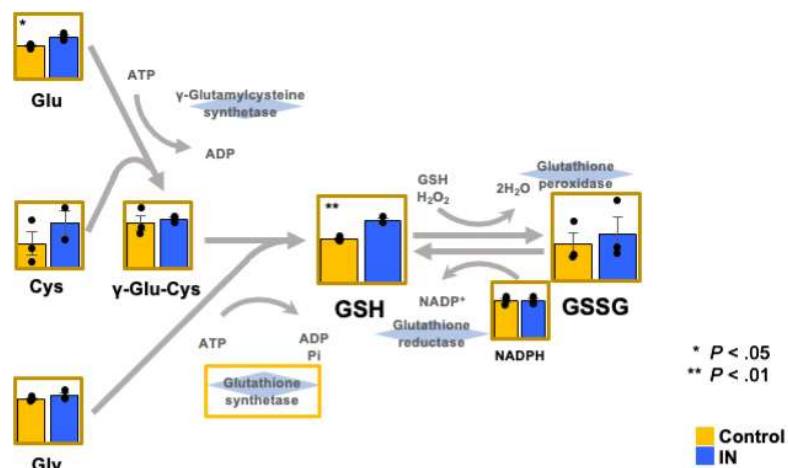 *
Glu
ATP
γ-Glutamylcysteine
synthetase
ADP
Cys
γ-Glu-Cys
**
GSH
GSH
H₂O₂
2H₂O
Glutathione
peroxidase
GSSG
NADP⁺
Glutathione
reductase
NADPH
ATP
ADP
Pi
Glutathione
synthetase
Gly
* P < .05
** P < .01
Control
IN